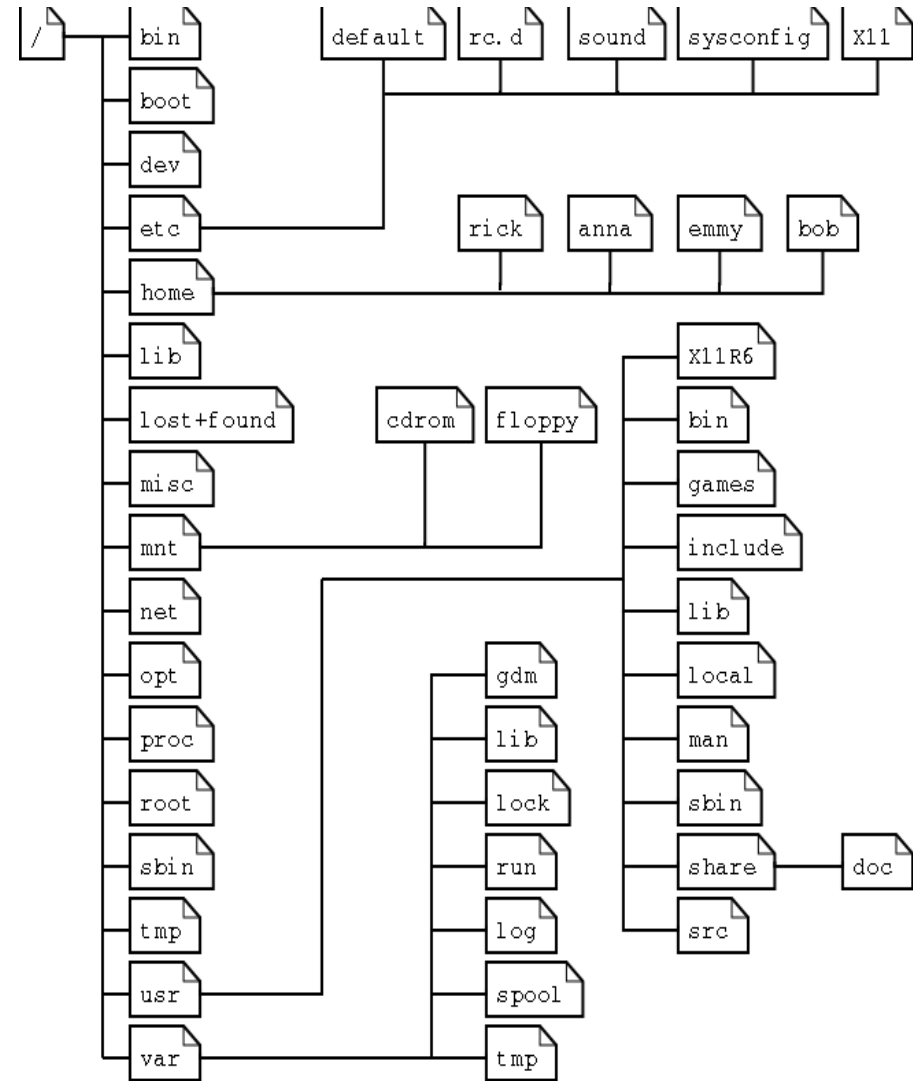 / bin default rc.d sound sysconfig X11
boot
dev
etc rick anna emmy bob
home
lib X11R6
lost+found cdrom floppy bin
misc games
mnt include
net lib
opt gdm local
proc lib man
root lock sbin
sbin run share doc
tmp log src
usr spool
var tmp